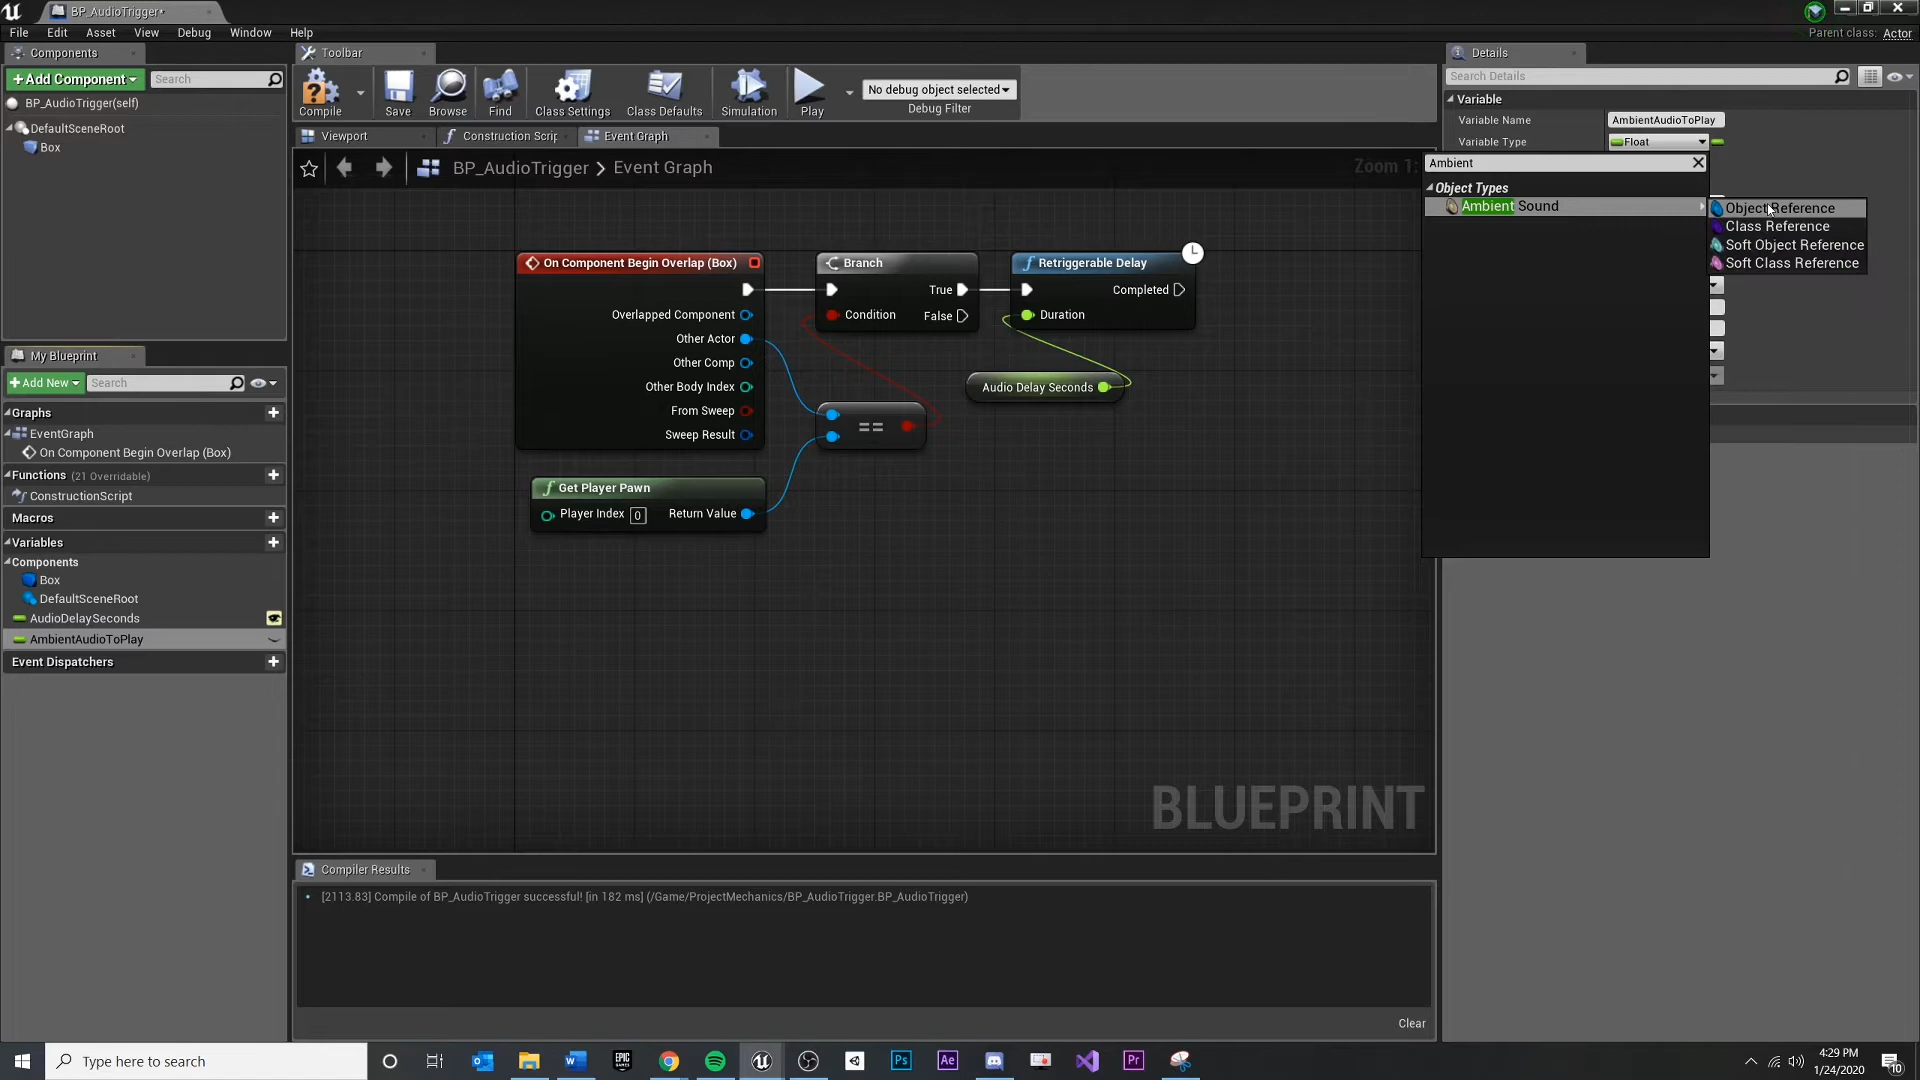 BP_AudioTrigger*
File Edit Asset View Debug Window Help
Parent class: Actor
Components
+Add Component
Search
BP_AudioTrigger(self)
DefaultSceneRoot
Box
Toolbar
Compile
Save
Browse
Find
Class Settings
Class Defaults
Simulation
Play
No debug object selected
Debug Filter
Viewport
Construction Scrip
Event Graph
BP_AudioTrigger > Event Graph
Zoom 1:
Details
Search Details
Variable
Variable Name
AmbientAudioToPlay
Variable Type
Float
Ambient
Object Types
Ambient Sound
Object Reference
Class Reference
Soft Object Reference
Soft Class Reference
On Component Begin Overlap (Box)
Overlapped Component
Other Actor
Other Comp
Other Body Index
From Sweep
Sweep Result
Branch
True
Condition
False
Retriggerable Delay
Completed
Duration
Audio Delay Seconds
==
Get Player Pawn
Player Index 0
Return Value
BLUEPRINT
My Blueprint
+Add New
Search
Graphs
EventGraph
On Component Begin Overlap (Box)
Functions (21 Overridable)
ConstructionScript
Macros
Variables
Components
Box
DefaultSceneRoot
AudioDelaySeconds
AmbientAudioToPlay
Event Dispatchers
Compiler Results
[2113.83] Compile of BP_AudioTrigger successful! [in 182 ms] (/Game/ProjectMechanics/BP_AudioTrigger.BP_AudioTrigger)
Clear
Type here to search
EPIC GAMES
Ps
Ae
Pr
4:29 PM
1/24/2020
10